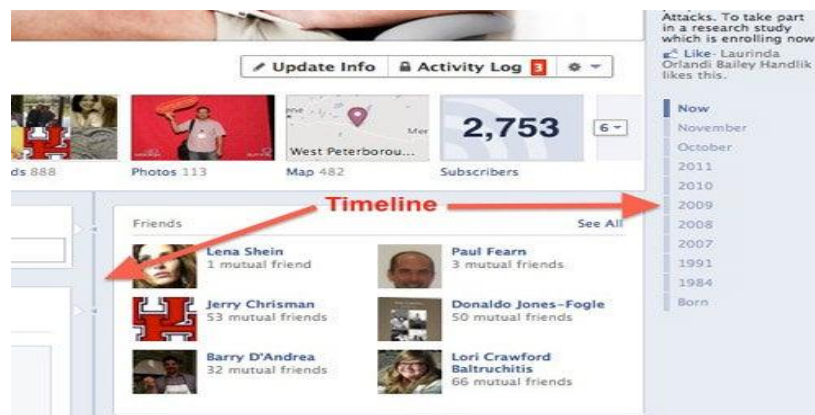 Attacks. To take part
in a research study
which is enrolling now
Like · Laurinda
Orlandi Bailey Handlik
likes this.
Update Info
Activity Log 3
West Peterborou...
Mer
2,753
6
ds 888
Photos 113
Map 482
Subscribers
Now
November
October
2011
2010
2009
2008
2007
1991
1984
Born
Timeline
Friends
See All
Lena Shein
1 mutual friend
Paul Fearn
3 mutual friends
Jerry Chrisman
53 mutual friends
Donaldo Jones-Fogle
50 mutual friends
Barry D'Andrea
32 mutual friends
Lori Crawford
Baltruchitis
66 mutual friends